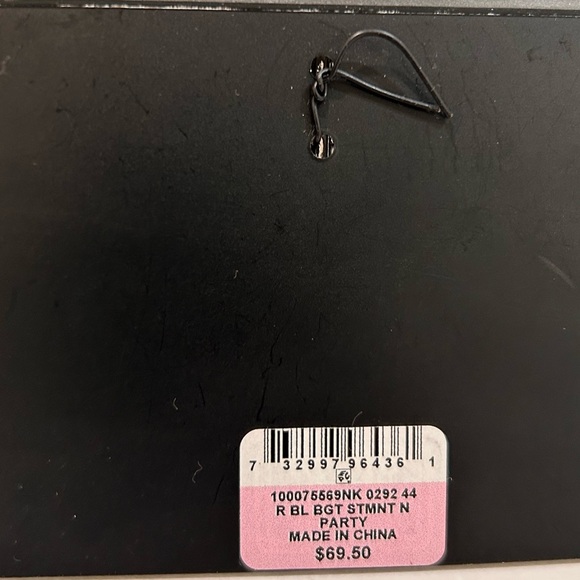 7 32997 96436 1
100075569NK 0292 44
R BL BGT STMNT N
PARTY
MADE IN CHINA
$69.50